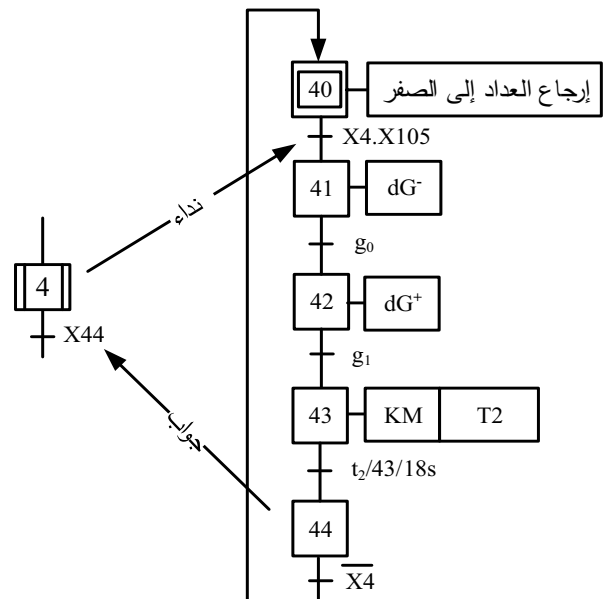 40 إرجاع العداد إلى الصفر
X4.X105
41 dG⁻
نداء
g₀
4
42 dG⁺
X44
g₁
43 KM T2
جواب
t₂/43/18s
44
X̅4̅